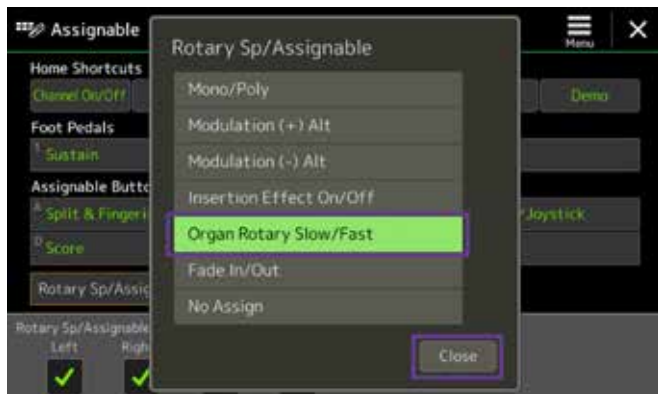 Assignable
Menu
Rotary Sp/Assignable
Home Shortcuts
Mono/Poly
Channel On/Off
Demo
Modulation (+) Alt
Foot Pedals
1 Sustain
Modulation (-) Alt
Assignable Butto
Insertion Effect On/Off
A Split & Fingeri
/Joystick
Organ Rotary Slow/Fast
D Score
Fade In/Out
Rotary Sp/Assig
No Assign
Rotary Sp/Assignable
Left
Righ
Close